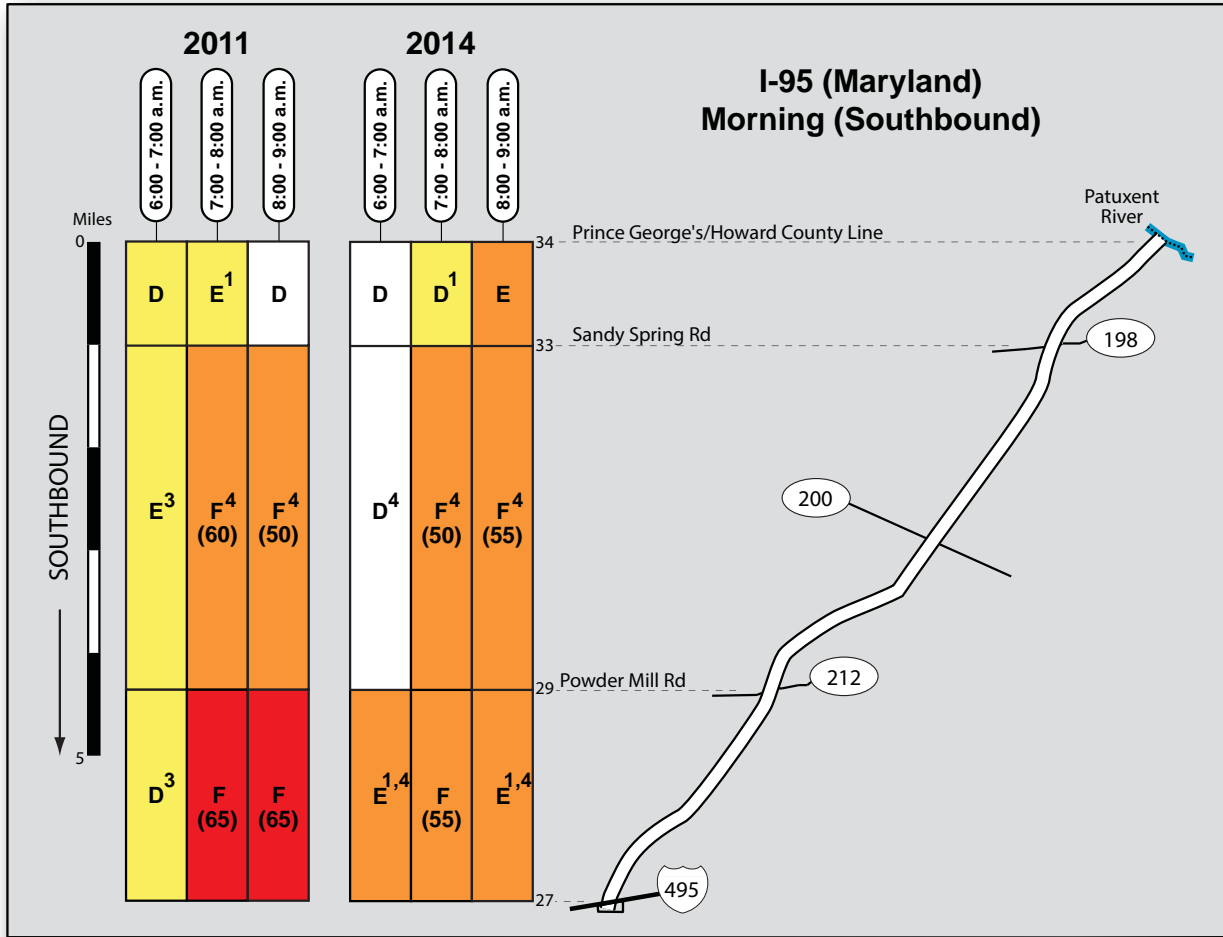 2011
2014
I-95 (Maryland)
Morning (Southbound)
6:00 - 7:00 a.m.
7:00 - 8:00 a.m.
8:00 - 9:00 a.m.
6:00 - 7:00 a.m.
7:00 - 8:00 a.m.
8:00 - 9:00 a.m.
Patuxent
River
Miles
0
34
Prince George's/Howard County Line
D
E1
D
D
D1
E
33
Sandy Spring Rd
198
SOUTHBOUND
E3
F4
(60)
F4
(50)
D4
F4
(50)
F4
(55)
200
29
Powder Mill Rd
212
5
D3
F
(65)
F
(65)
E1,4
F
(55)
E1,4
27
495